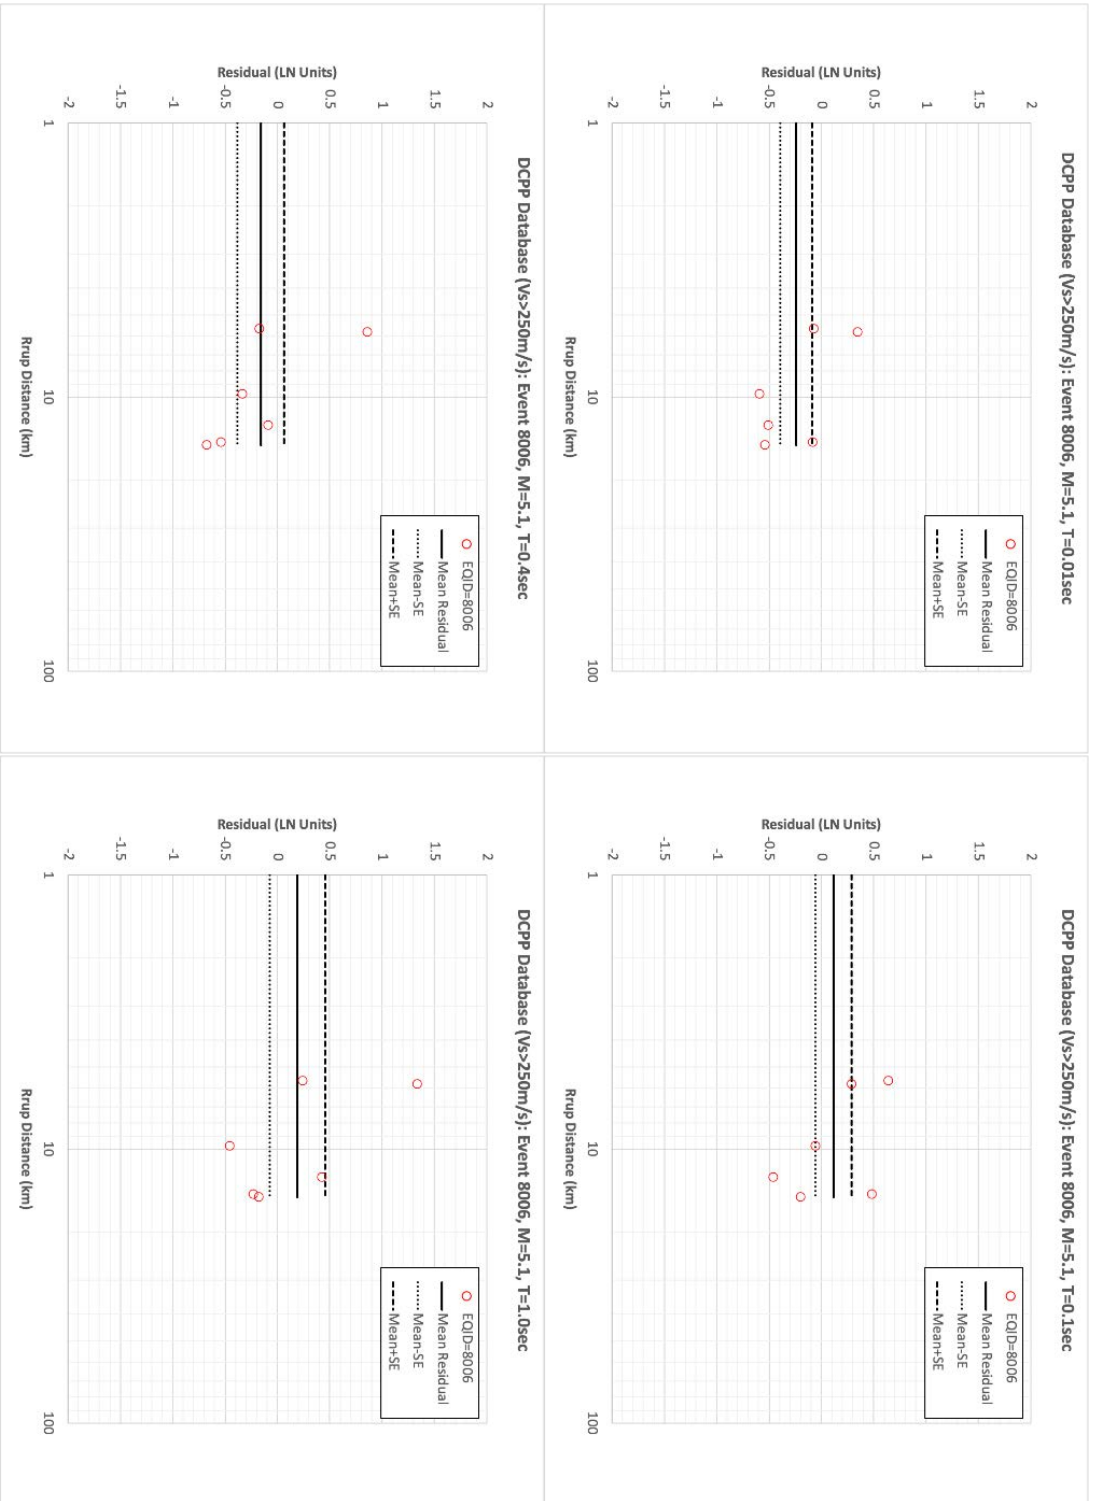 DCPP Database (Vs>250m/s): Event 8006, M=5.1, T=0.01sec
2
1.5
1
0.5
0
-0.5
-1
-1.5
-2
Residual (LN Units)
1
10
100
Rrup Distance (km)
EQID=8006
Mean Residual
Mean-SE
Mean+SE
DCPP Database (Vs>250m/s): Event 8006, M=5.1, T=0.1sec
2
1.5
1
0.5
0
-0.5
-1
-1.5
-2
Residual (LN Units)
1
10
100
Rrup Distance (km)
EQID=8006
Mean Residual
Mean-SE
Mean+SE
DCPP Database (Vs>250m/s): Event 8006, M=5.1, T=0.4sec
2
1.5
1
0.5
0
-0.5
-1
-1.5
-2
Residual (LN Units)
1
10
100
Rrup Distance (km)
EQID=8006
Mean Residual
Mean-SE
Mean+SE
DCPP Database (Vs>250m/s): Event 8006, M=5.1, T=1.0sec
2
1.5
1
0.5
0
-0.5
-1
-1.5
-2
Residual (LN Units)
1
10
100
Rrup Distance (km)
EQID=8006
Mean Residual
Mean-SE
Mean+SE